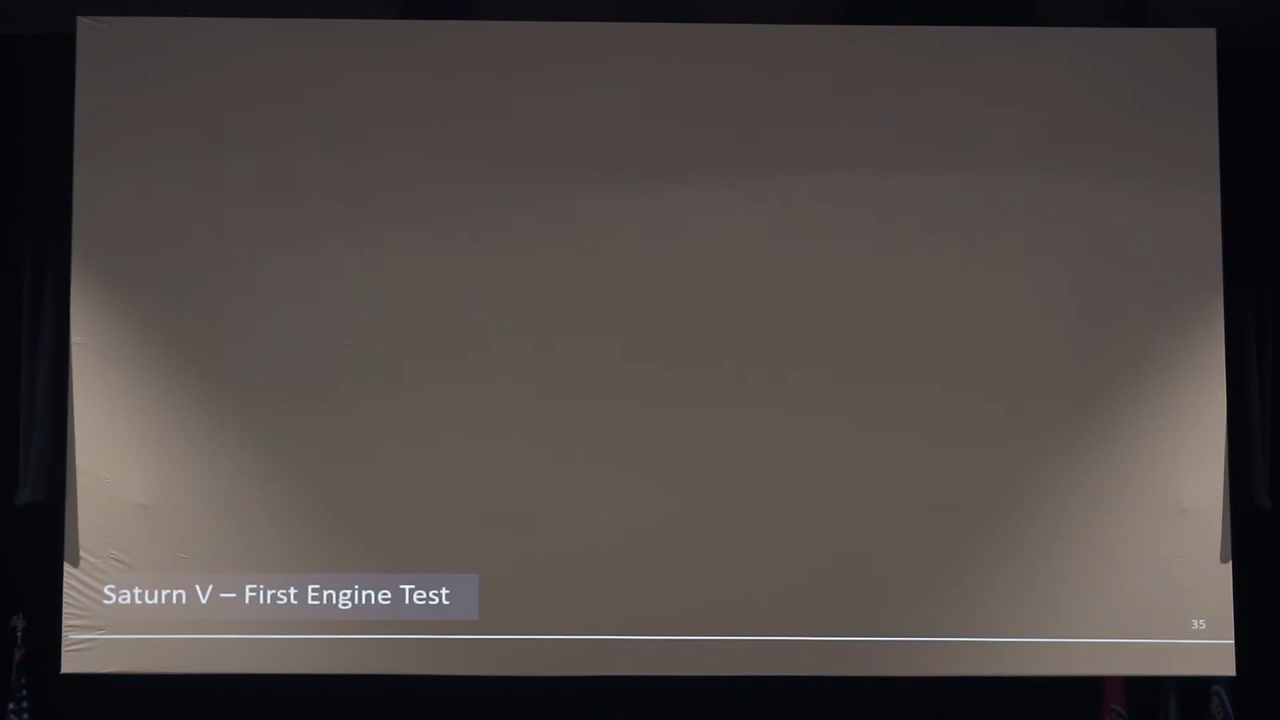 Saturn V – First Engine Test
35